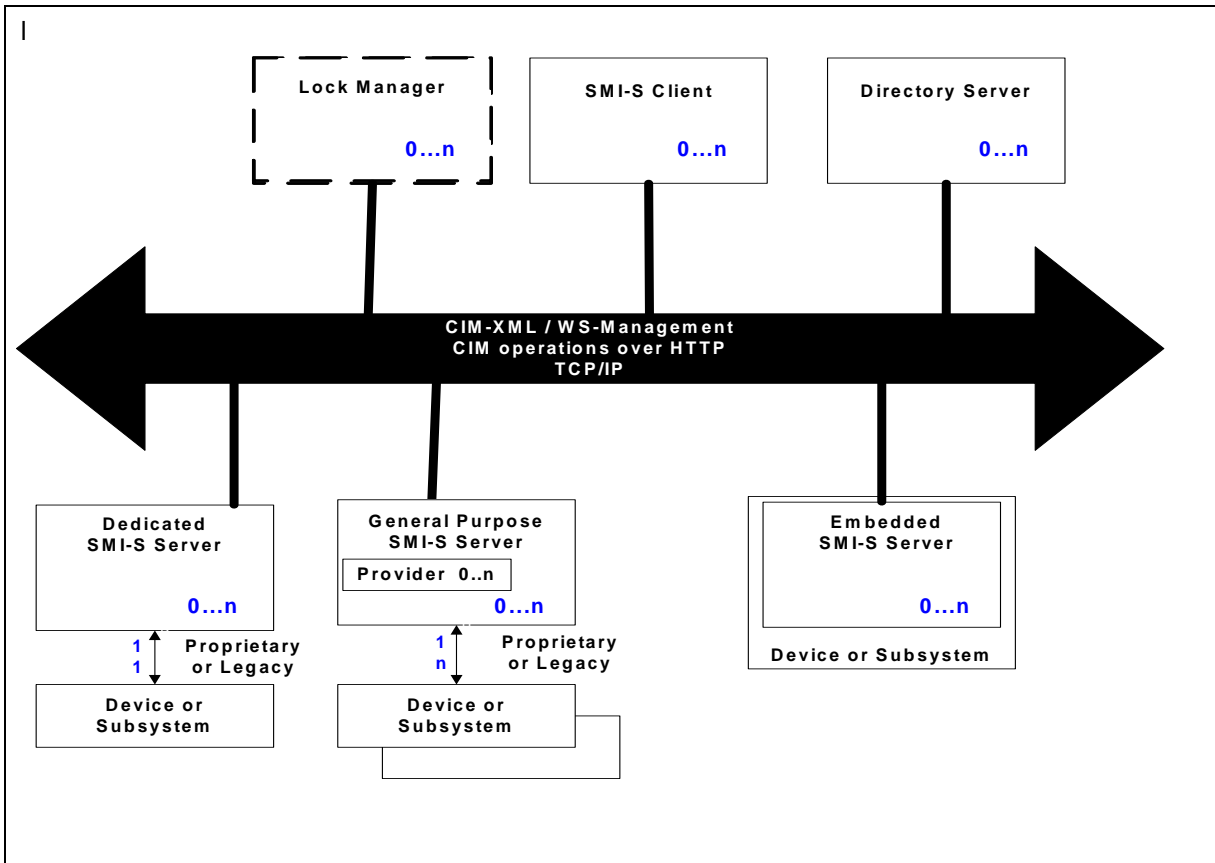 |
Lock Manager
0...n
SMI-S Client
0...n
Directory Server
0...n
CIM-XML / WS-Management
CIM operations over HTTP
TCP/IP
Dedicated
SMI-S Server
0...n
1
1
Proprietary
or Legacy
Device or
Subsystem
General Purpose
SMI-S Server
Provider 0..n
0...n
1
n
Proprietary
or Legacy
Device or
Subsystem
Embedded
SMI-S Server
0...n
Device or Subsystem